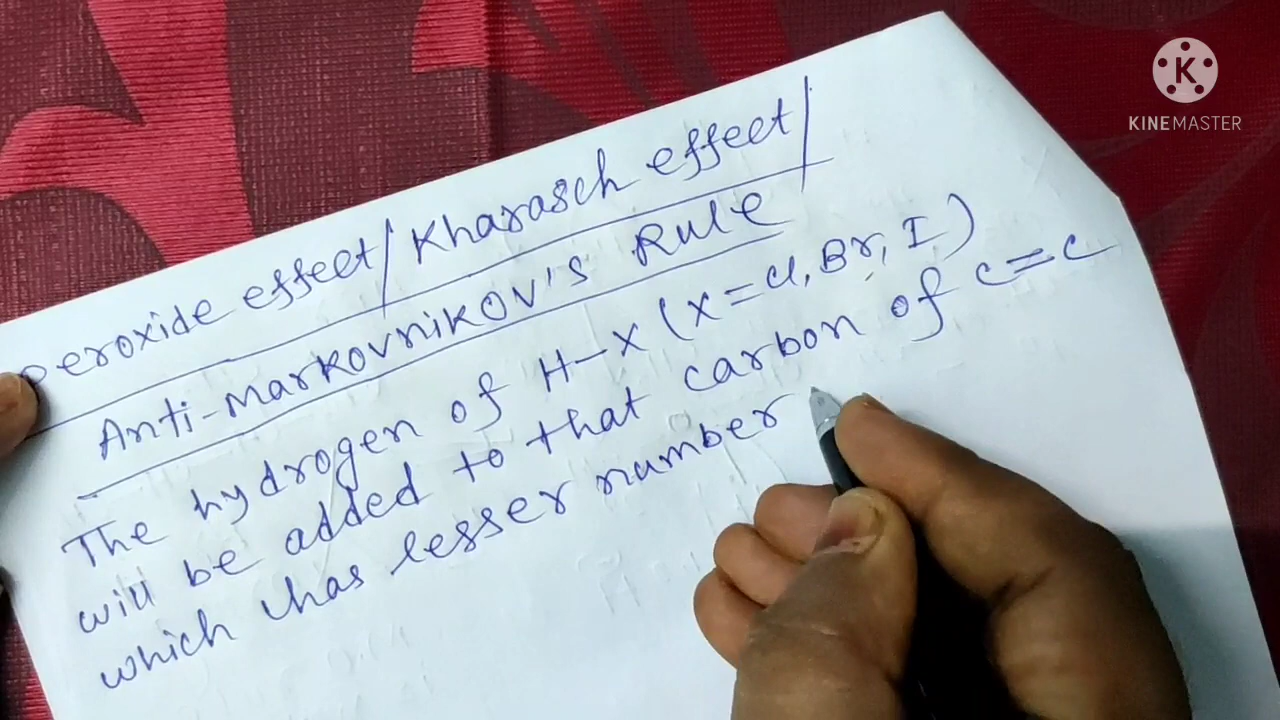 Peroxide effect/Kharasch effect/
Anti-Markovnikov's Rule
The hydrogen of H-X (X=Cl, Br, I)
will be added to that carbon of C=C
which has lesser number
K
KINEMASTER